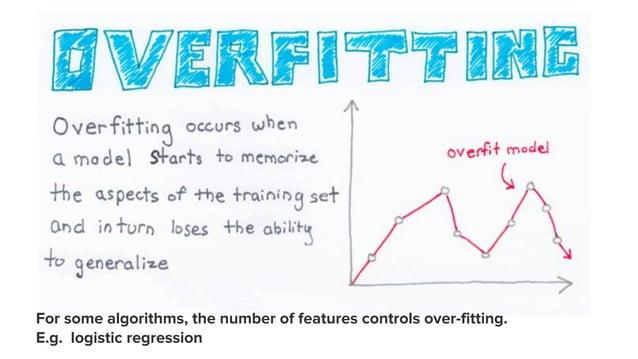 OVERFITTING
Overfitting occurs when
a model starts to memorize
the aspects of the training set
and in turn loses the ability
to generalize
overfit model
For some algorithms, the number of features controls over-fitting.
E.g. logistic regression